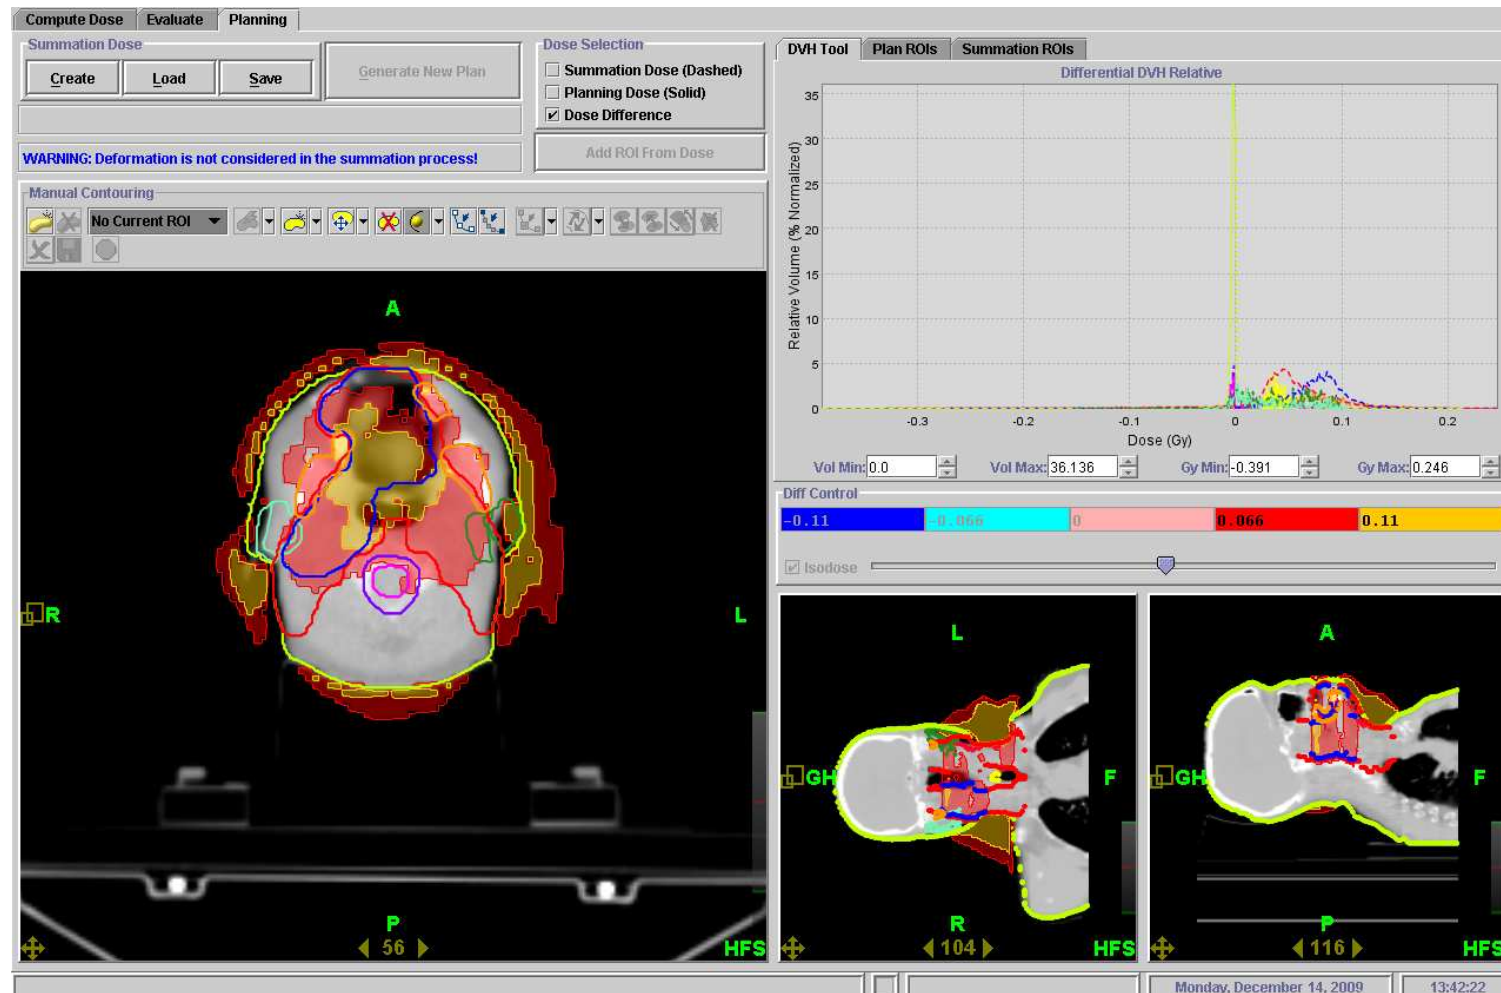 Compute Dose Evaluate Planning
Summation Dose
Create Load Save
Generate New Plan
Dose Selection
Summation Dose (Dashed)
Planning Dose (Solid)
Dose Difference
WARNING: Deformation is not considered in the summation process!
Add ROI From Dose
Manual Contouring
No Current ROI
A
R
L
P
56
HFS
DVH Tool Plan ROIs Summation ROIs
Differential DVH Relative
Relative Volume (% Normalized)
35
30
25
20
15
10
5
0
-0.3 -0.2 -0.1 0 0.1 0.2
Dose (Gy)
Vol Min: 0.0 Vol Max: 36.136 Gy Min: -0.391 Gy Max: 0.246
Diff Control
-0.11 -0.066 0 0.066 0.11
Isodose
L
GH
F
R
104
HFS
A
GH
F
P
116
HFS
Monday, December 14, 2009 13:42:22